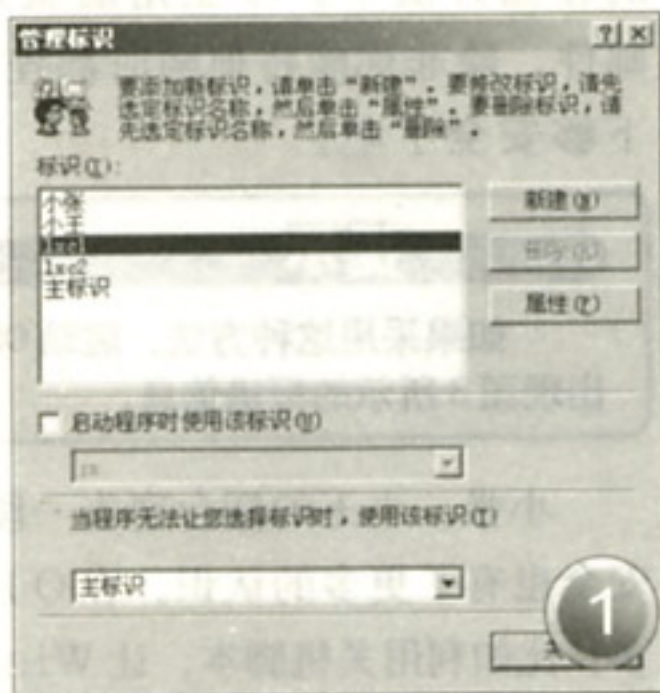 管理标识
要添加新标识，请单击“新建”。要修改标识，请先
选定标识名称，然后单击“属性”。要删除标识，请
先选定标识名称，然后单击“删除”。
标识(I):
小张
小王
lxc1
lxc2
主标识
新建(N)
删除(R)
属性(P)
启动程序时使用该标识(U)
当程序无法让您选择标识时，使用该标识(T)
主标识
1